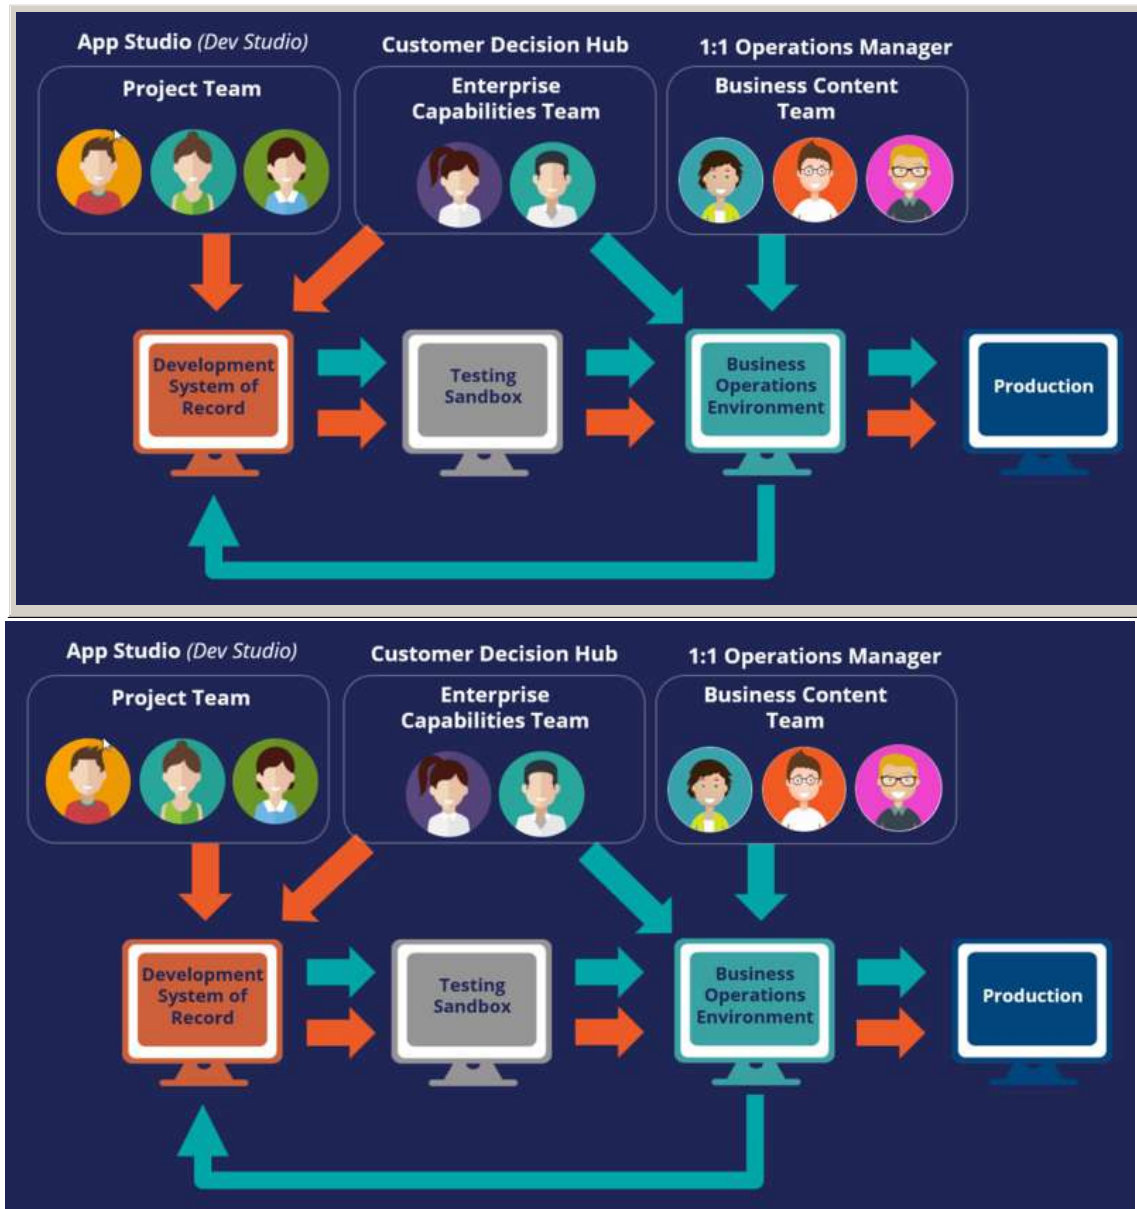 App Studio (Dev Studio)
Customer Decision Hub
1:1 Operations Manager
Project Team
Enterprise
Capabilities Team
Business Content
Team
Development
System of
Record
Testing
Sandbox
Business
Operations
Environment
Production
App Studio (Dev Studio)
Customer Decision Hub
1:1 Operations Manager
Project Team
Enterprise
Capabilities Team
Business Content
Team
Development
System of
Record
Testing
Sandbox
Business
Operations
Environment
Production